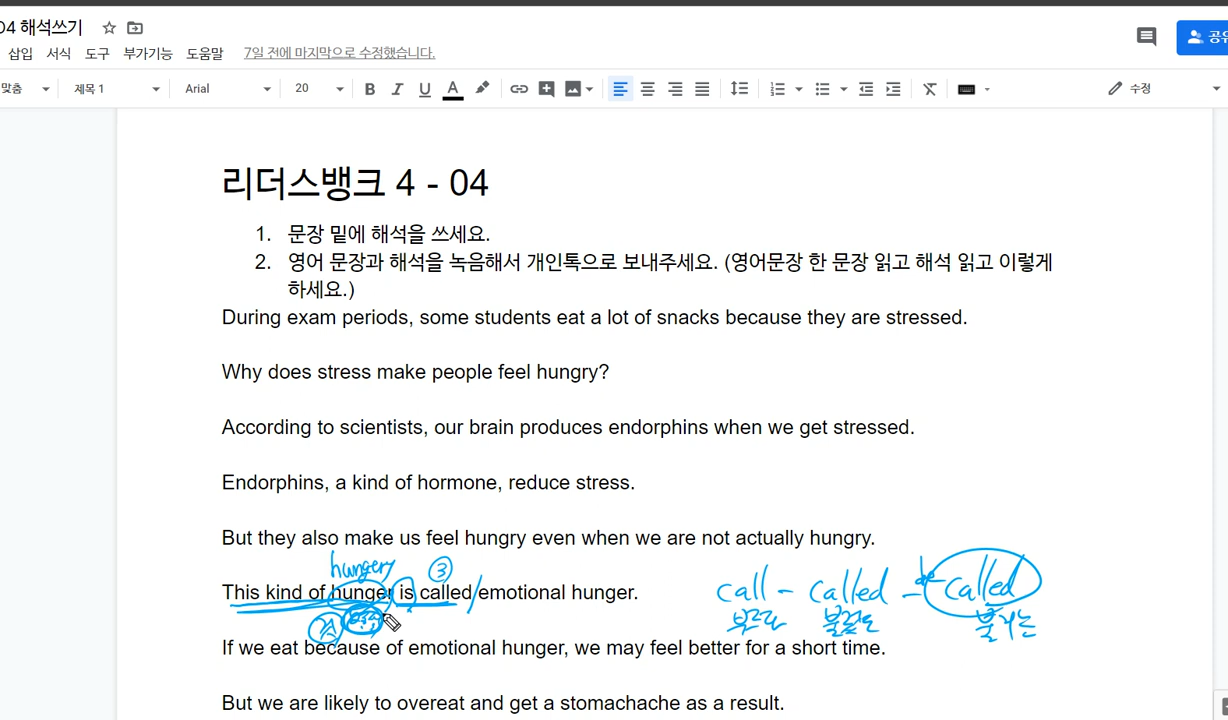 04 해석쓰기
삽입 서식 도구 부가기능 도움말 7일 전에 마지막으로 수정했습니다.
공유
맞춤 제목 1 Arial 20 B I U A 수정
리더스뱅크 4 - 04
1. 문장 밑에 해석을 쓰세요.
2. 영어 문장과 해석을 녹음해서 개인톡으로 보내주세요. (영어문장 한 문장 읽고 해석 읽고 이렇게
하세요.)
During exam periods, some students eat a lot of snacks because they are stressed.
Why does stress make people feel hungry?
According to scientists, our brain produces endorphins when we get stressed.
Endorphins, a kind of hormone, reduce stress.
But they also make us feel hungry even when we are not actually hungry.
hungery ③
This kind of hunger is called / emotional hunger.
call - called - called
부르다 불렀다 불리는
If we eat because of emotional hunger, we may feel better for a short time.
But we are likely to overeat and get a stomachache as a result.